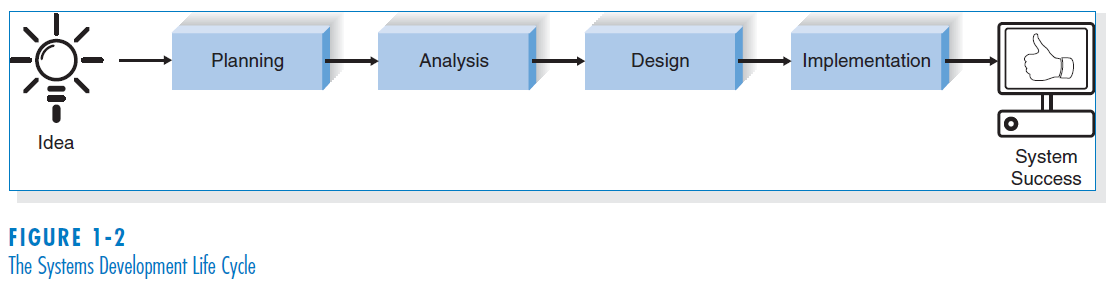 Planning
Analysis
Design
Implementation
Idea
System
Success
FIGURE 1-2
The Systems Development Life Cycle